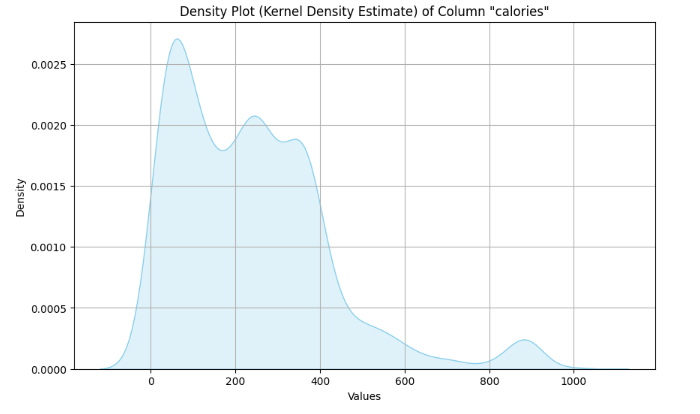 Density Plot (Kernel Density Estimate) of Column "calories"
0.0025
0.0020
0.0015
0.0010
0.0005
0.0000
Density
0 200 400 600 800 1000
Values